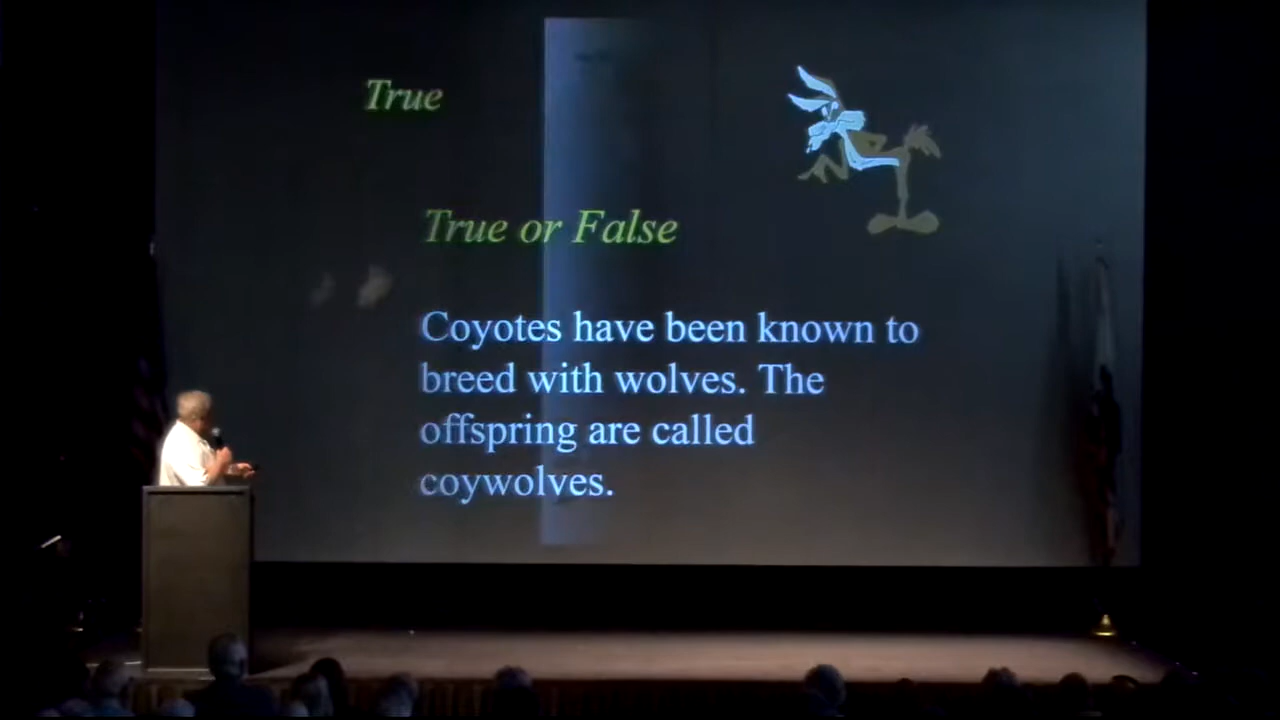 True
True or False
Coyotes have been known to
breed with wolves. The
offspring are called
coywolves.